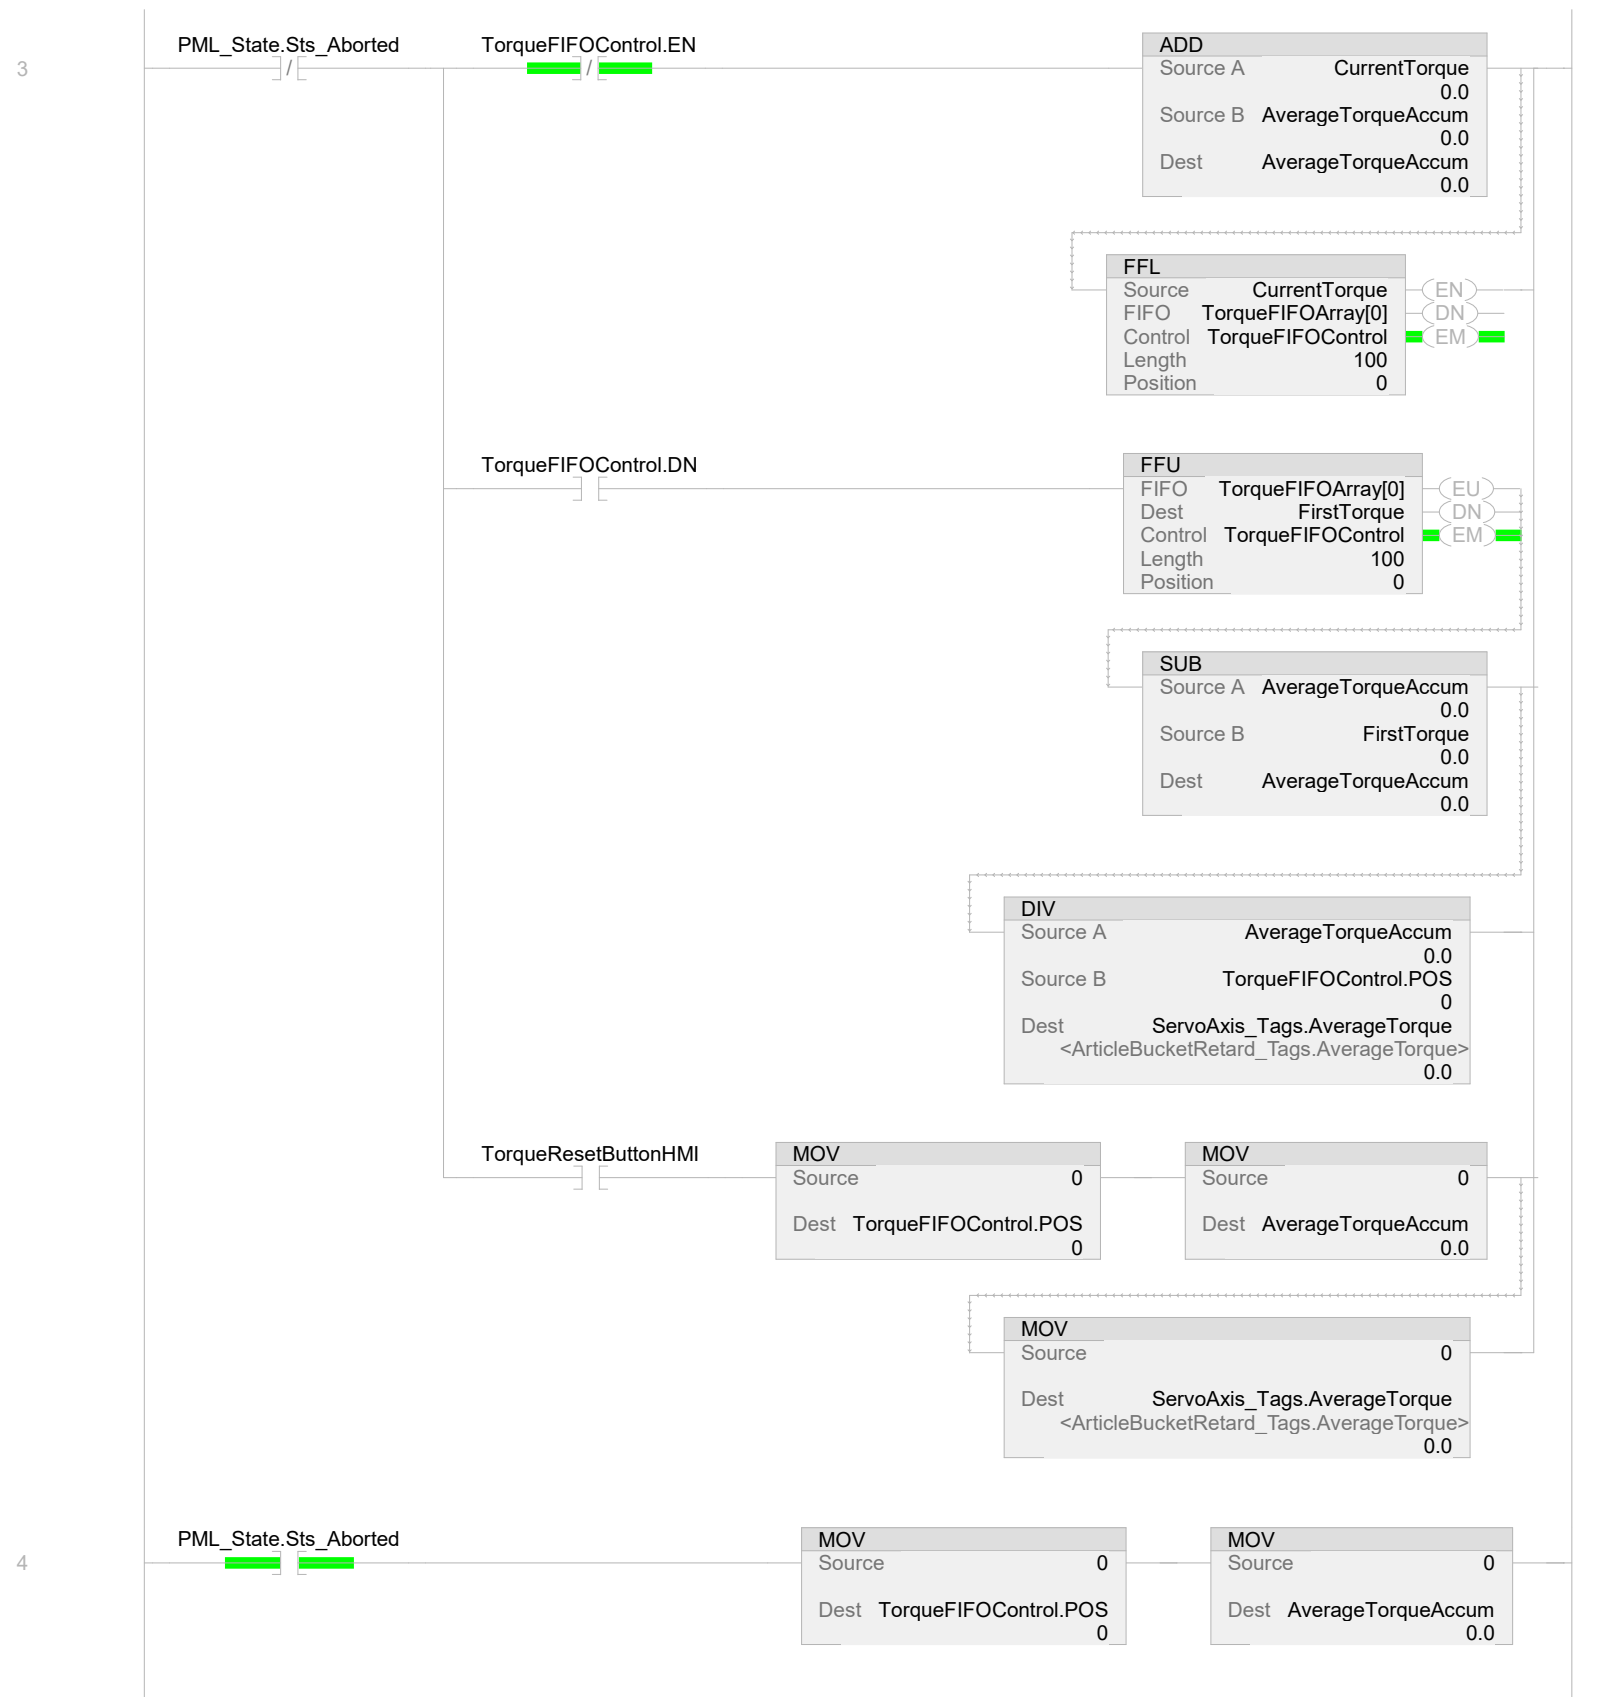 3
PML_State.Sts_Aborted
/
TorqueFIFOControl.EN
/
ADD
Source A CurrentTorque
0.0
Source B AverageTorqueAccum
0.0
Dest AverageTorqueAccum
0.0
FFL
Source CurrentTorque
FIFO TorqueFIFOArray[0]
Control TorqueFIFOControl
Length 100
Position 0
EN
DN
EM
TorqueFIFOControl.DN
FFU
FIFO TorqueFIFOArray[0]
Dest FirstTorque
Control TorqueFIFOControl
Length 100
Position 0
EU
DN
EM
SUB
Source A AverageTorqueAccum
0.0
Source B FirstTorque
0.0
Dest AverageTorqueAccum
0.0
DIV
Source A AverageTorqueAccum
0.0
Source B TorqueFIFOControl.POS
0
Dest ServoAxis_Tags.AverageTorque
<ArticleBucketRetard_Tags.AverageTorque>
0.0
TorqueResetButtonHMI
MOV
Source 0
Dest TorqueFIFOControl.POS
0
MOV
Source 0
Dest AverageTorqueAccum
0.0
MOV
Source 0
Dest ServoAxis_Tags.AverageTorque
<ArticleBucketRetard_Tags.AverageTorque>
0.0
4
PML_State.Sts_Aborted
MOV
Source 0
Dest TorqueFIFOControl.POS
0
MOV
Source 0
Dest AverageTorqueAccum
0.0